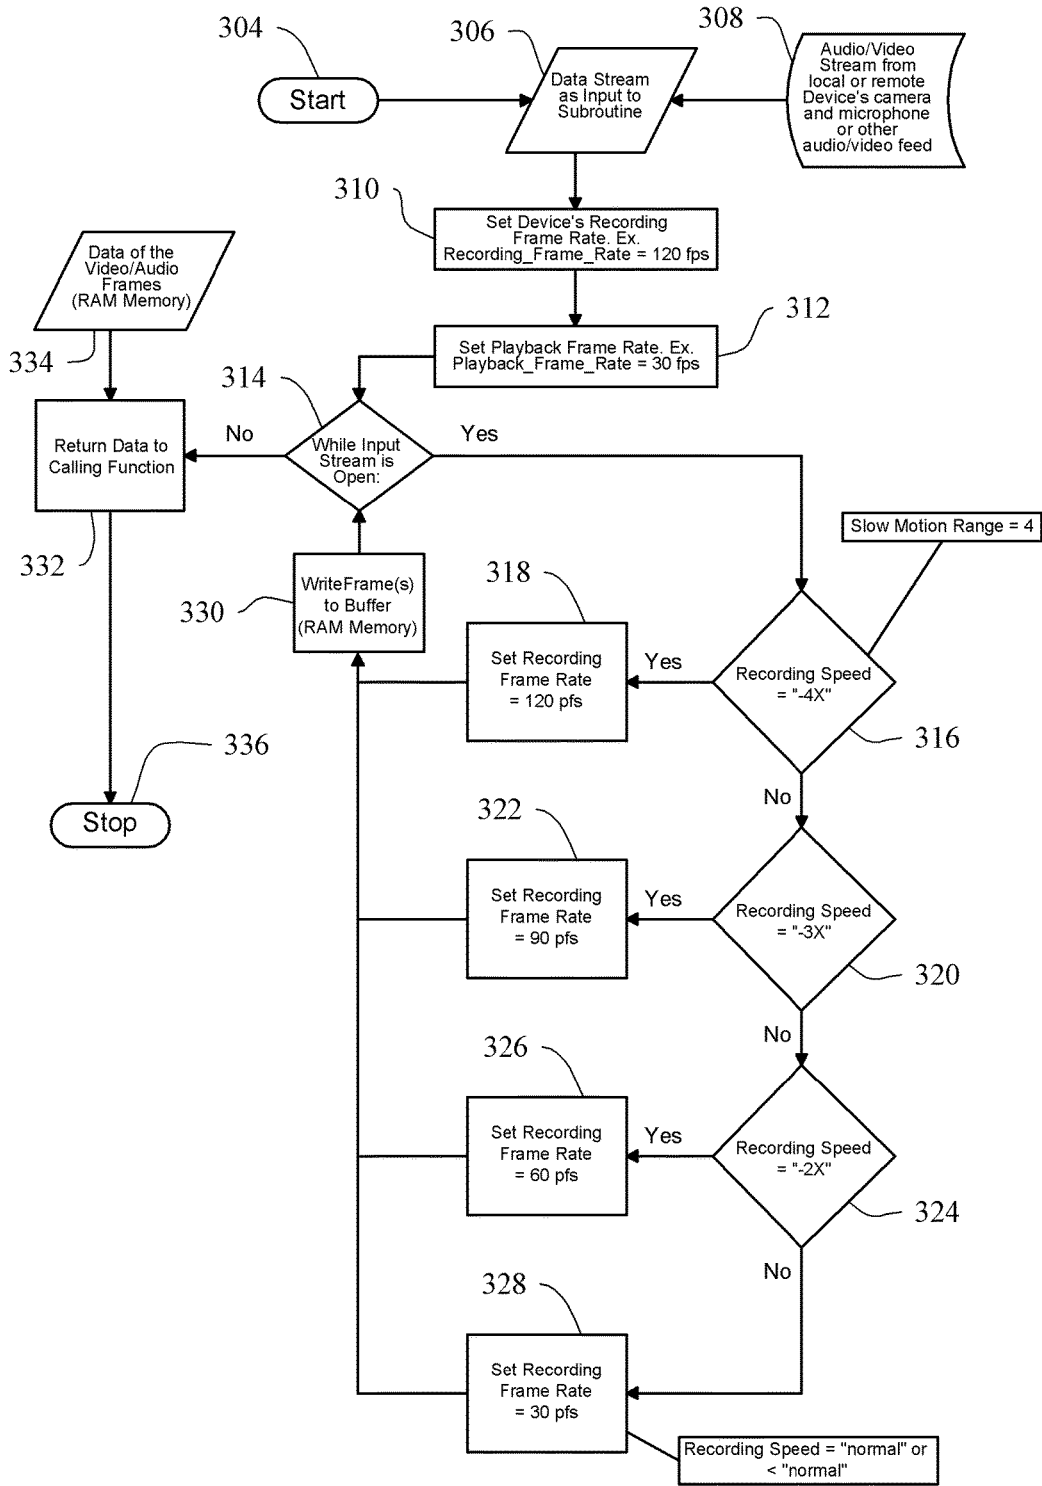 304
Start
306
Data Stream
as Input to
Subroutine
308
Audio/Video
Stream from
local or remote
Device's camera
and microphone
or other
audio/video feed
310
Set Device's Recording
Frame Rate. Ex.
Recording_Frame_Rate = 120 fps
Data of the
Video/Audio
Frames
(RAM Memory)
334
312
Set Playback Frame Rate. Ex.
Playback_Frame_Rate = 30 fps
314
While Input
Stream is
Open:
No
Yes
Return Data to
Calling Function
332
Slow Motion Range = 4
330
WriteFrame(s)
to Buffer
(RAM Memory)
318
Set Recording
Frame Rate
= 120 pfs
Yes
Recording Speed
= "-4X"
316
No
336
Stop
322
Set Recording
Frame Rate
= 90 pfs
Yes
Recording Speed
= "-3X"
320
No
326
Set Recording
Frame Rate
= 60 pfs
Yes
Recording Speed
= "-2X"
324
No
328
Set Recording
Frame Rate
= 30 pfs
Recording Speed = "normal" or
< "normal"